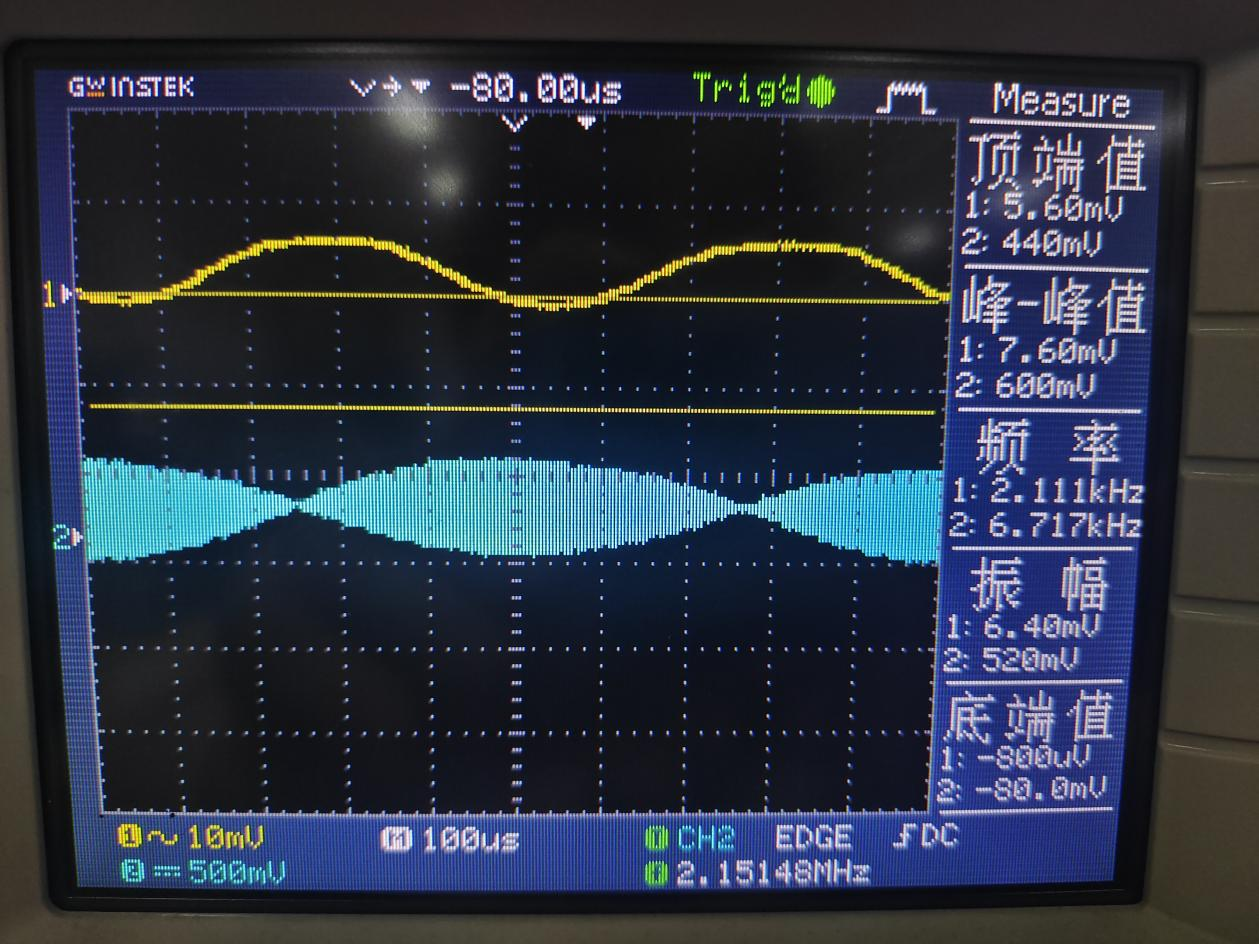 GW INSTEK -80.00us Trig'd Measure
顶端值
1: 5.60mV
2: 440mV
峰-峰值
1: 7.60mV
2: 600mV
频 率
1: 2.111kHz
2: 6.717kHz
振 幅
1: 6.40mV
2: 520mV
底端值
1: -800uV
2: -80.0mV
1
2
1 10mV M 100us T CH2 EDGE DC
2 500mV 2.15148MHz